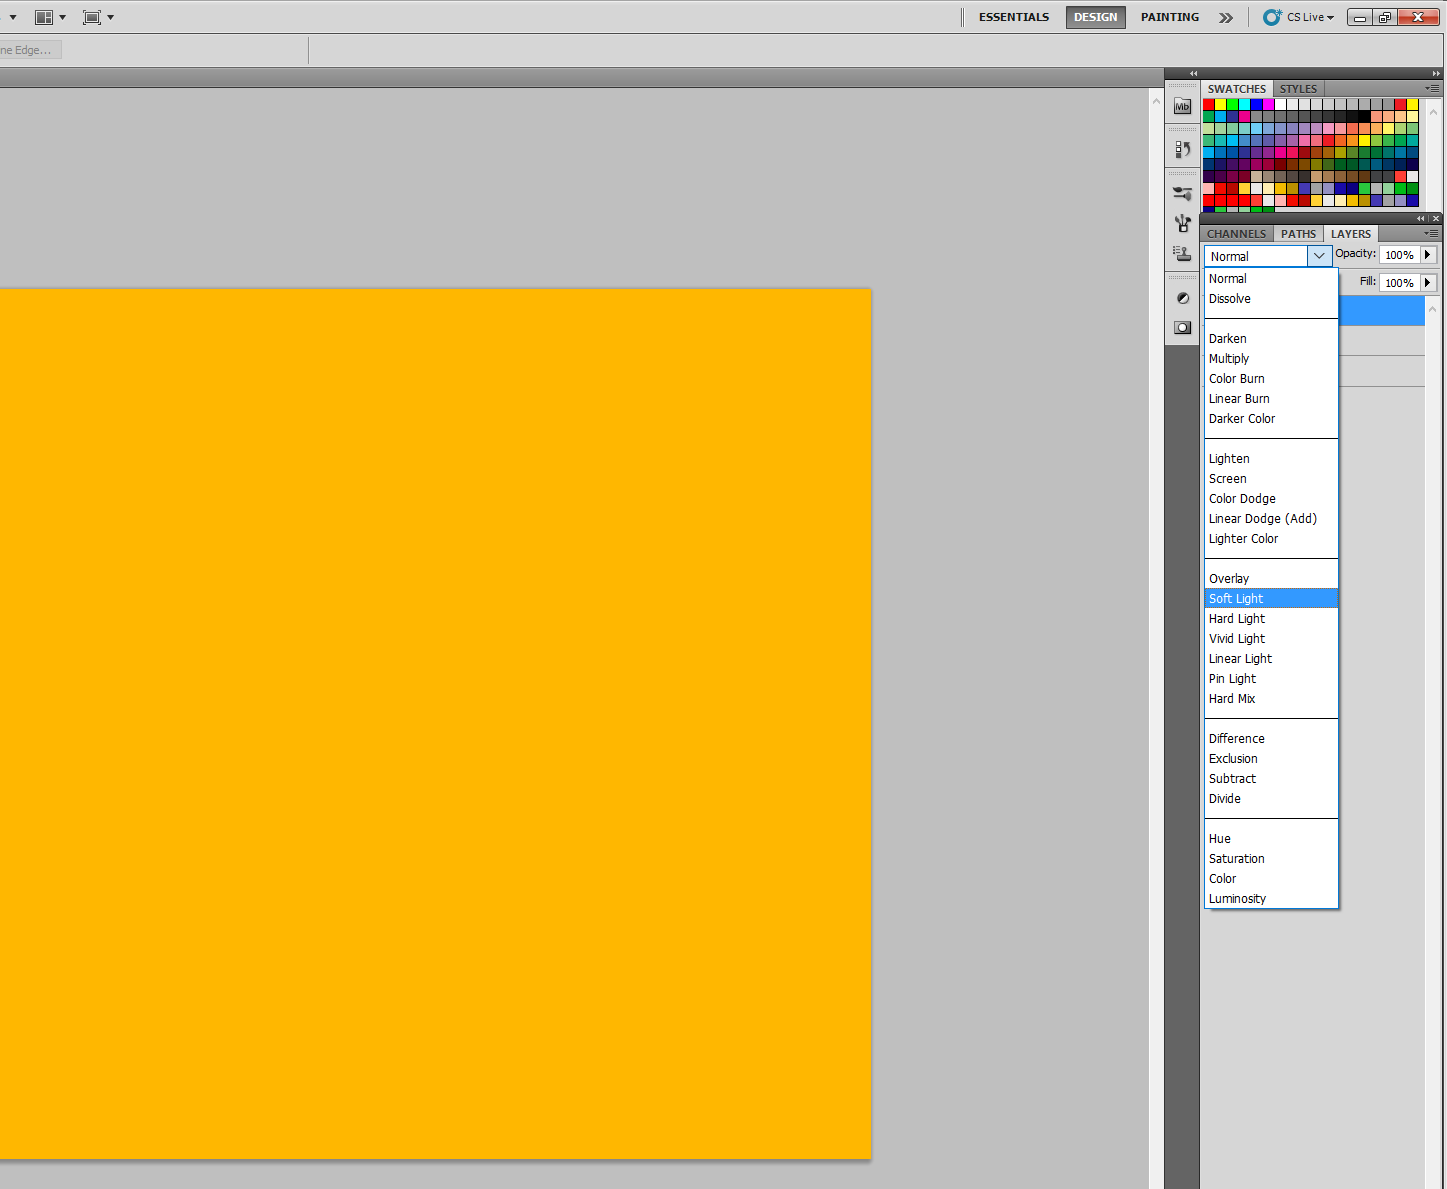 ESSENTIALS DESIGN PAINTING CS Live
ne Edge...
SWATCHES STYLES
Mb
CHANNELS PATHS LAYERS
Normal Opacity: 100%
Fill: 100%
Normal
Dissolve
Darken
Multiply
Color Burn
Linear Burn
Darker Color
Lighten
Screen
Color Dodge
Linear Dodge (Add)
Lighter Color
Overlay
Soft Light
Hard Light
Vivid Light
Linear Light
Pin Light
Hard Mix
Difference
Exclusion
Subtract
Divide
Hue
Saturation
Color
Luminosity